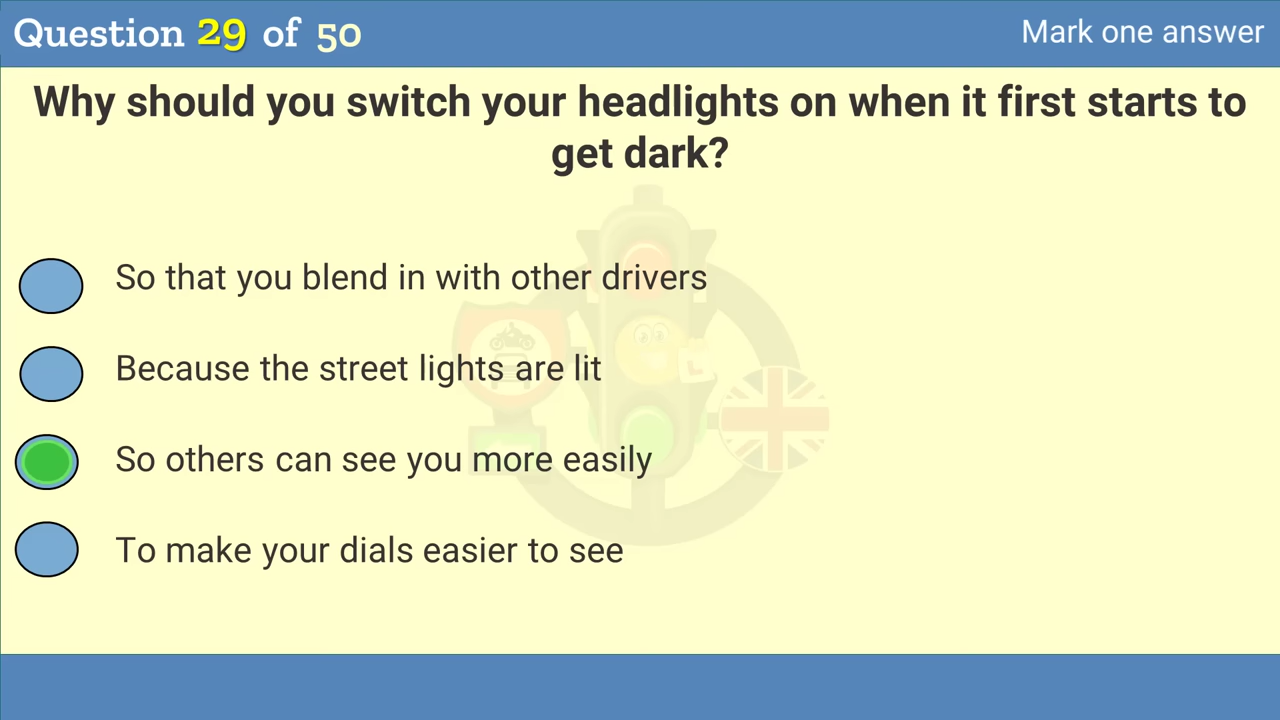 Question 29 of 50
Mark one answer
Why should you switch your headlights on when it first starts to
get dark?
So that you blend in with other drivers
Because the street lights are lit
So others can see you more easily
To make your dials easier to see